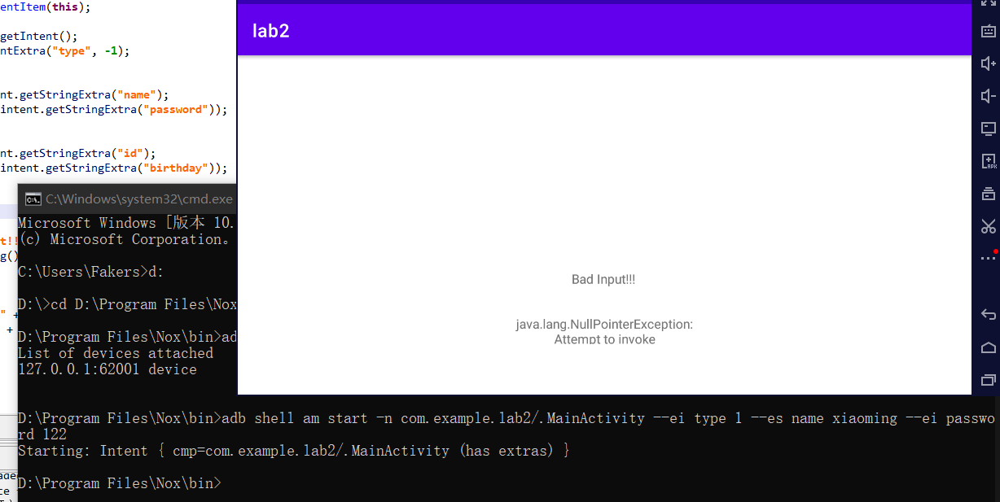 entItem(this);
getIntent();
ntExtra("type", -1);
nt.getStringExtra("name");
intent.getStringExtra("password"));
nt.getStringExtra("id");
intent.getStringExtra("birthday"));
t!!
g()
" +
+
lab2
Bad Input!!!
java.lang.NullPointerException:
Attempt to invoke
C:\Windows\system32\cmd.exe
Microsoft Windows [版本 10.
(c) Microsoft Corporation。
C:\Users\Fakers>d:
D:\>cd D:\Program Files\Nox
D:\Program Files\Nox\bin>ad
List of devices attached
127.0.0.1:62001 device
D:\Program Files\Nox\bin>adb shell am start -n com.example.lab2/.MainActivity --ei type 1 --es name xiaoming --ei passwo
rd 122
Starting: Intent { cmp=com.example.lab2/.MainActivity (has extras) }
D:\Program Files\Nox\bin>